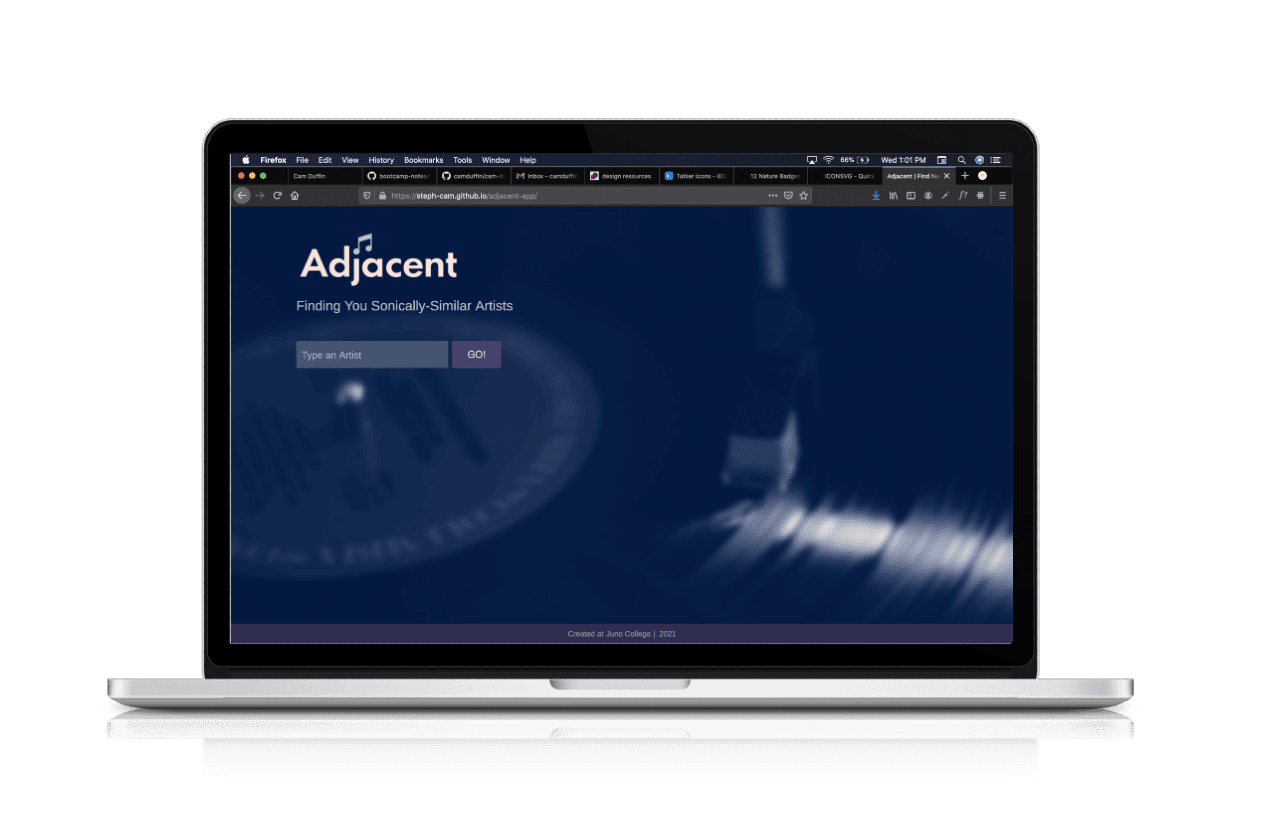 Firefox File Edit View History Bookmarks Tools Window Help 66% Wed 1:01 PM
Cam Duffin bootcamp-notes/ camduffin/cam-d Inbox - camduffin design resources Tabler Icons - 12 Nature Badges ICONSVG - Quick Adjacent | Find Ne
https://steph-cam.github.io/adjacent-app/
Adjacent
Finding You Sonically-Similar Artists
Type an Artist GO!
Created at Juno College | 2021